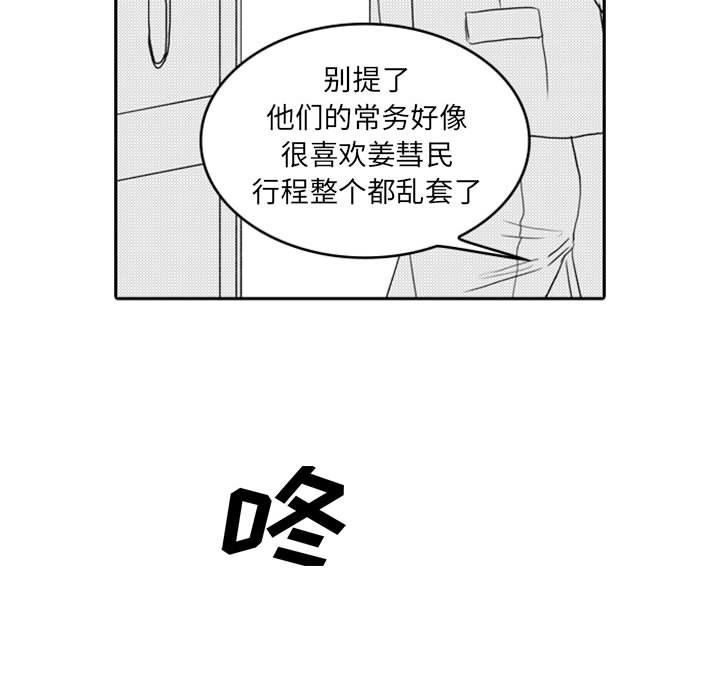 别提了
他们的常务好像
很喜欢姜彗民
行程整个都乱套了
咚